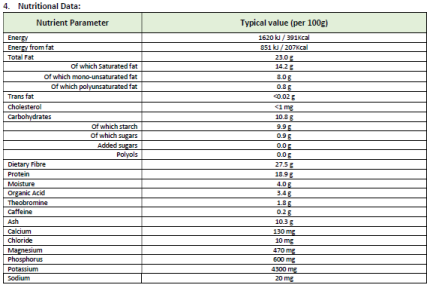 4. Nutritional Data:
Nutrient Parameter Typical value (per 100g)
Energy 1620 kJ / 391Kcal
Energy from fat 851 kJ / 207Kcal
Total Fat 23.0 g
Of which Saturated fat 14.2 g
Of which mono-unsaturated fat 8.0 g
Of which polyunsaturated fat 0.8 g
Trans fat <0.02 g
Cholesterol <1 mg
Carbohydrates 10.8 g
Of which starch 9.9 g
Of which sugars 0.9 g
Added sugars 0.0 g
Polyols 0.0 g
Dietary Fibre 27.5 g
Protein 18.9 g
Moisture 4.0 g
Organic Acid 3.4 g
Theobromine 1.8 g
Caffeine 0.2 g
Ash 10.3 g
Calcium 130 mg
Chloride 10 mg
Magnesium 470 mg
Phosphorus 600 mg
Potassium 4300 mg
Sodium 20 mg